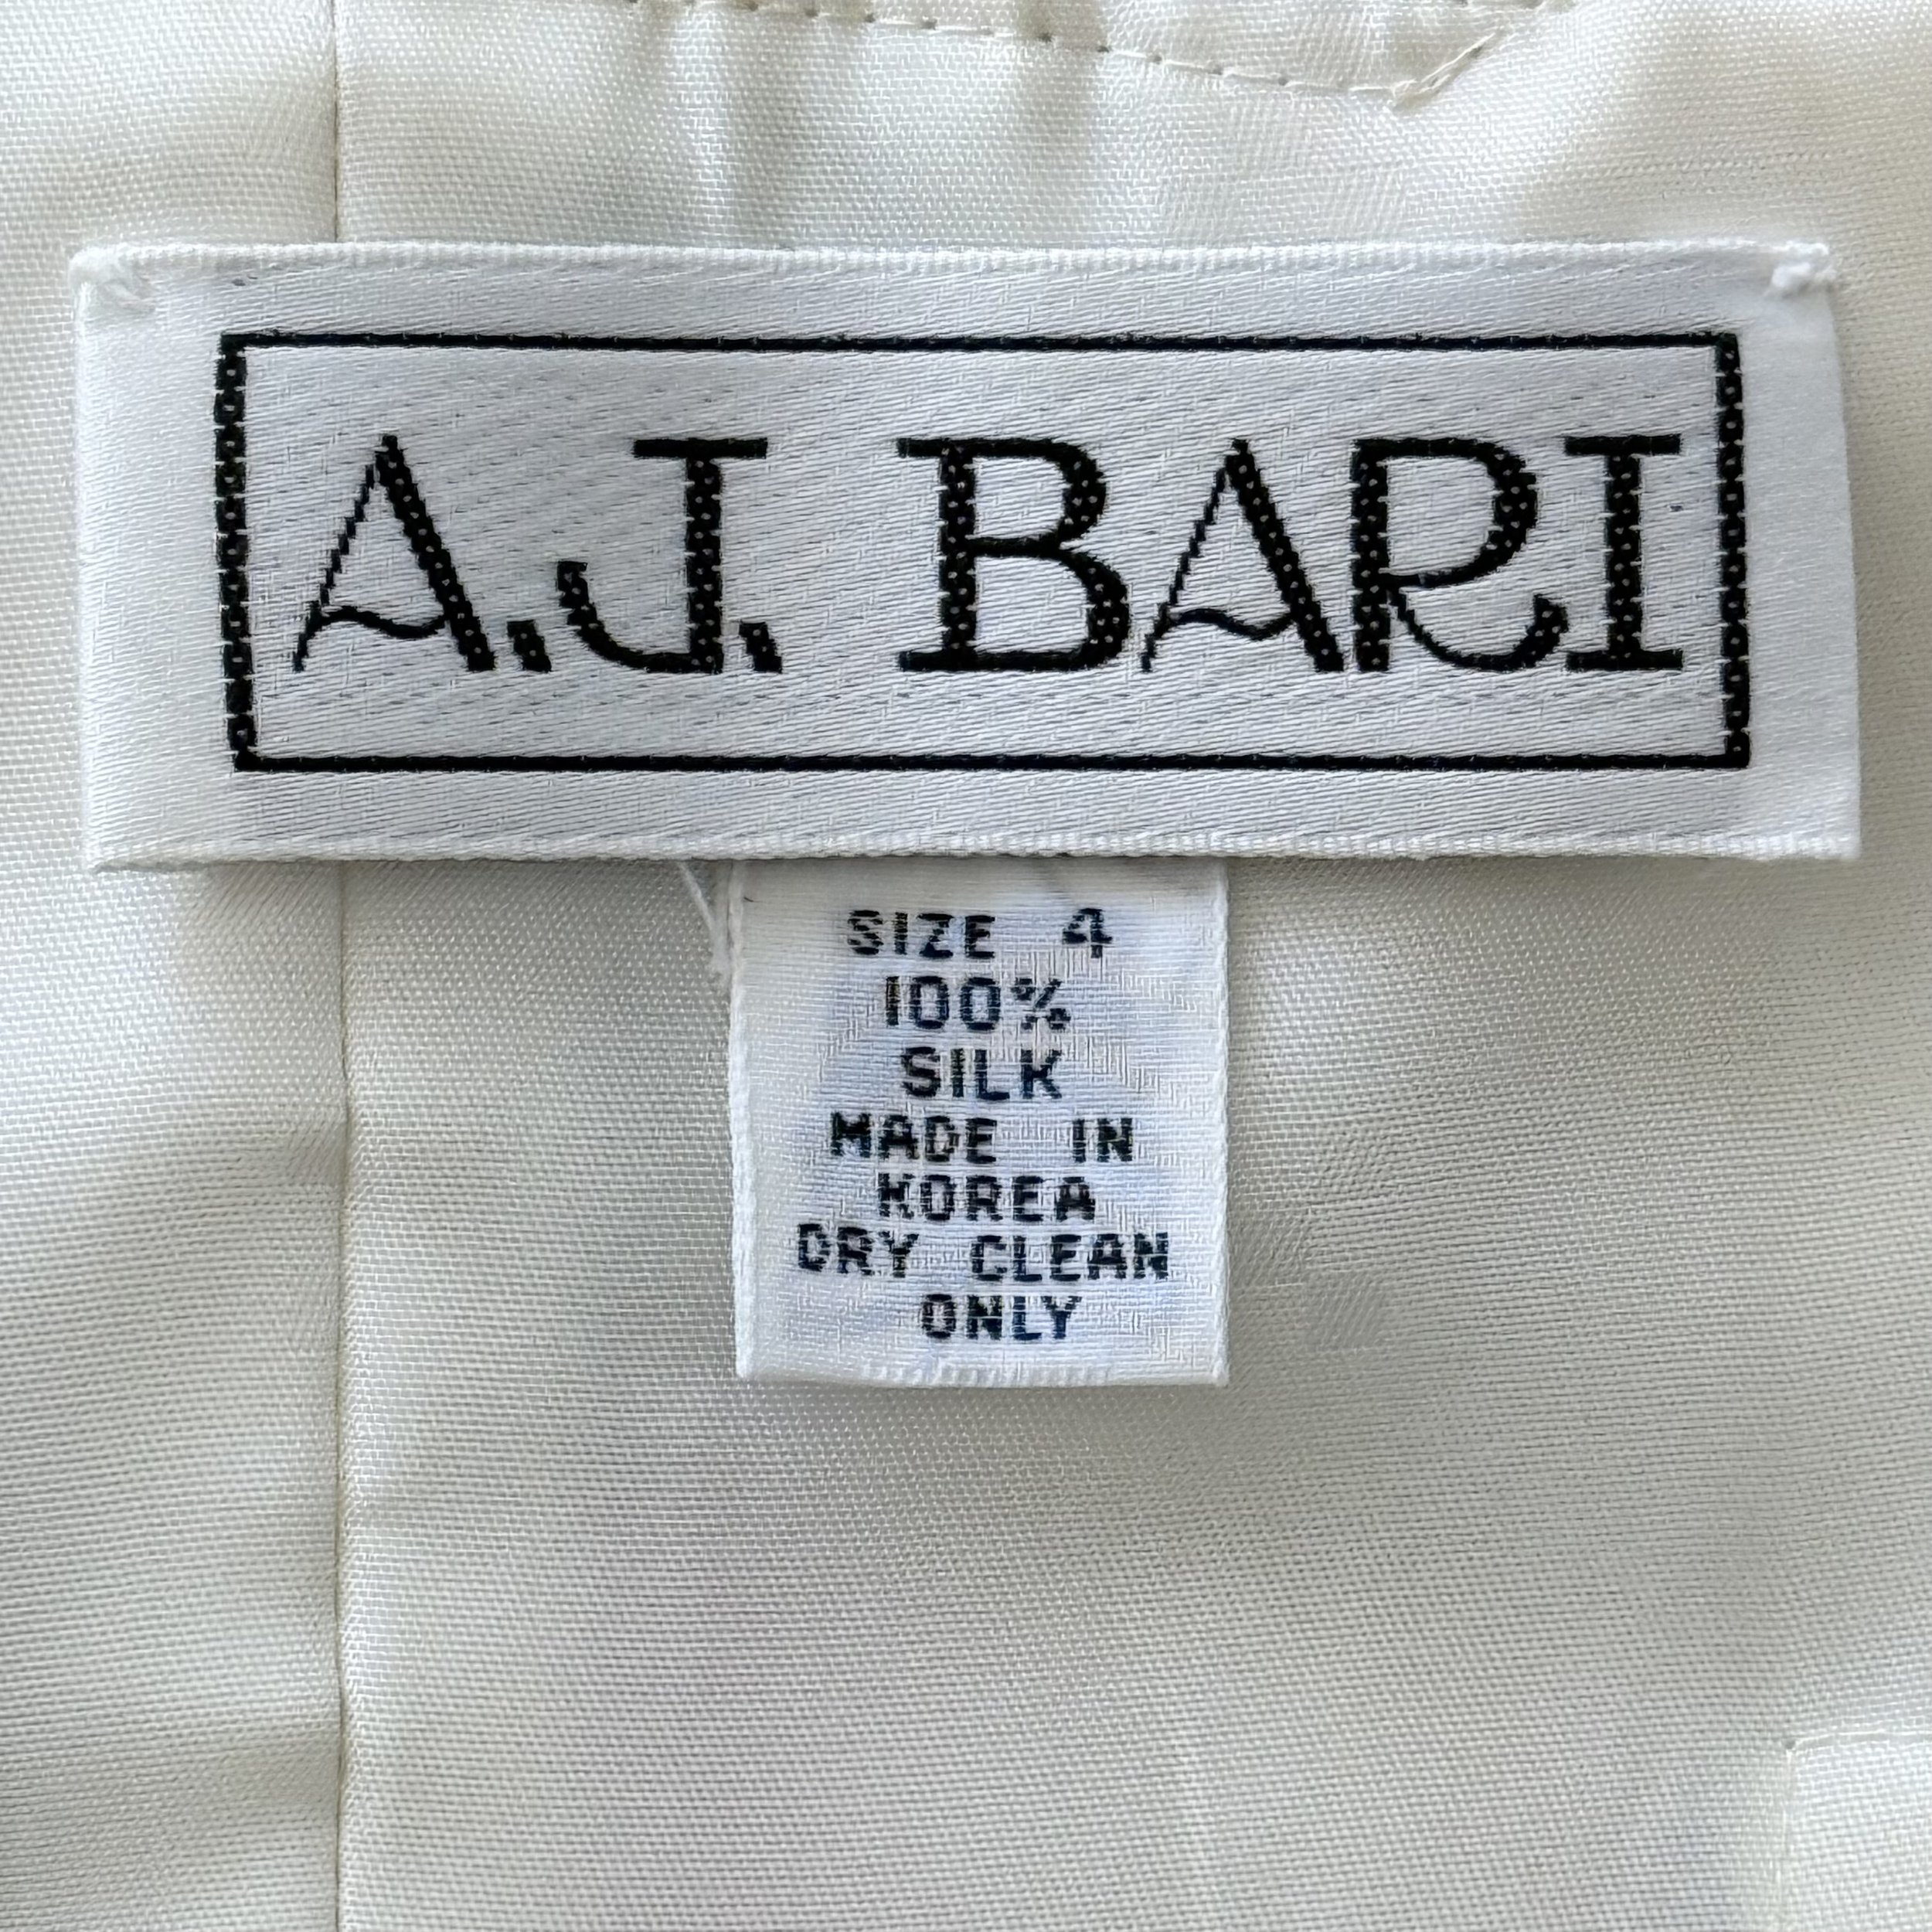 A.J. BARI
SIZE 4
100%
SILK
MADE IN
KOREA
DRY CLEAN
ONLY